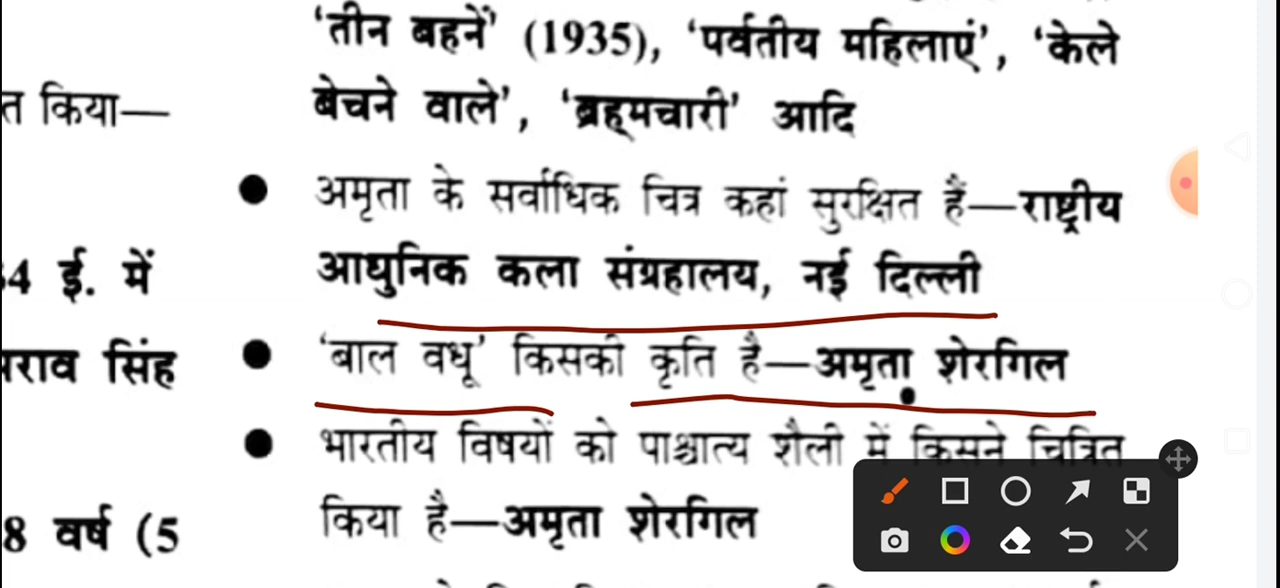 'तीन बहनें' (1935), 'पर्वतीय महिलाएं', 'केले
बेचने वाले', 'ब्रह्मचारी' आदि
त किया—
● अमृता के सर्वाधिक चित्र कहां सुरक्षित हैं—राष्ट्रीय
आधुनिक कला संग्रहालय, नई दिल्ली
4 ई. में
● 'बाल वधू' किसकी कृति है—अमृता शेरगिल
राव सिंह
● भारतीय विषयों को पाश्चात्य शैली में किसने चित्रित
किया है—अमृता शेरगिल
8 वर्ष (5